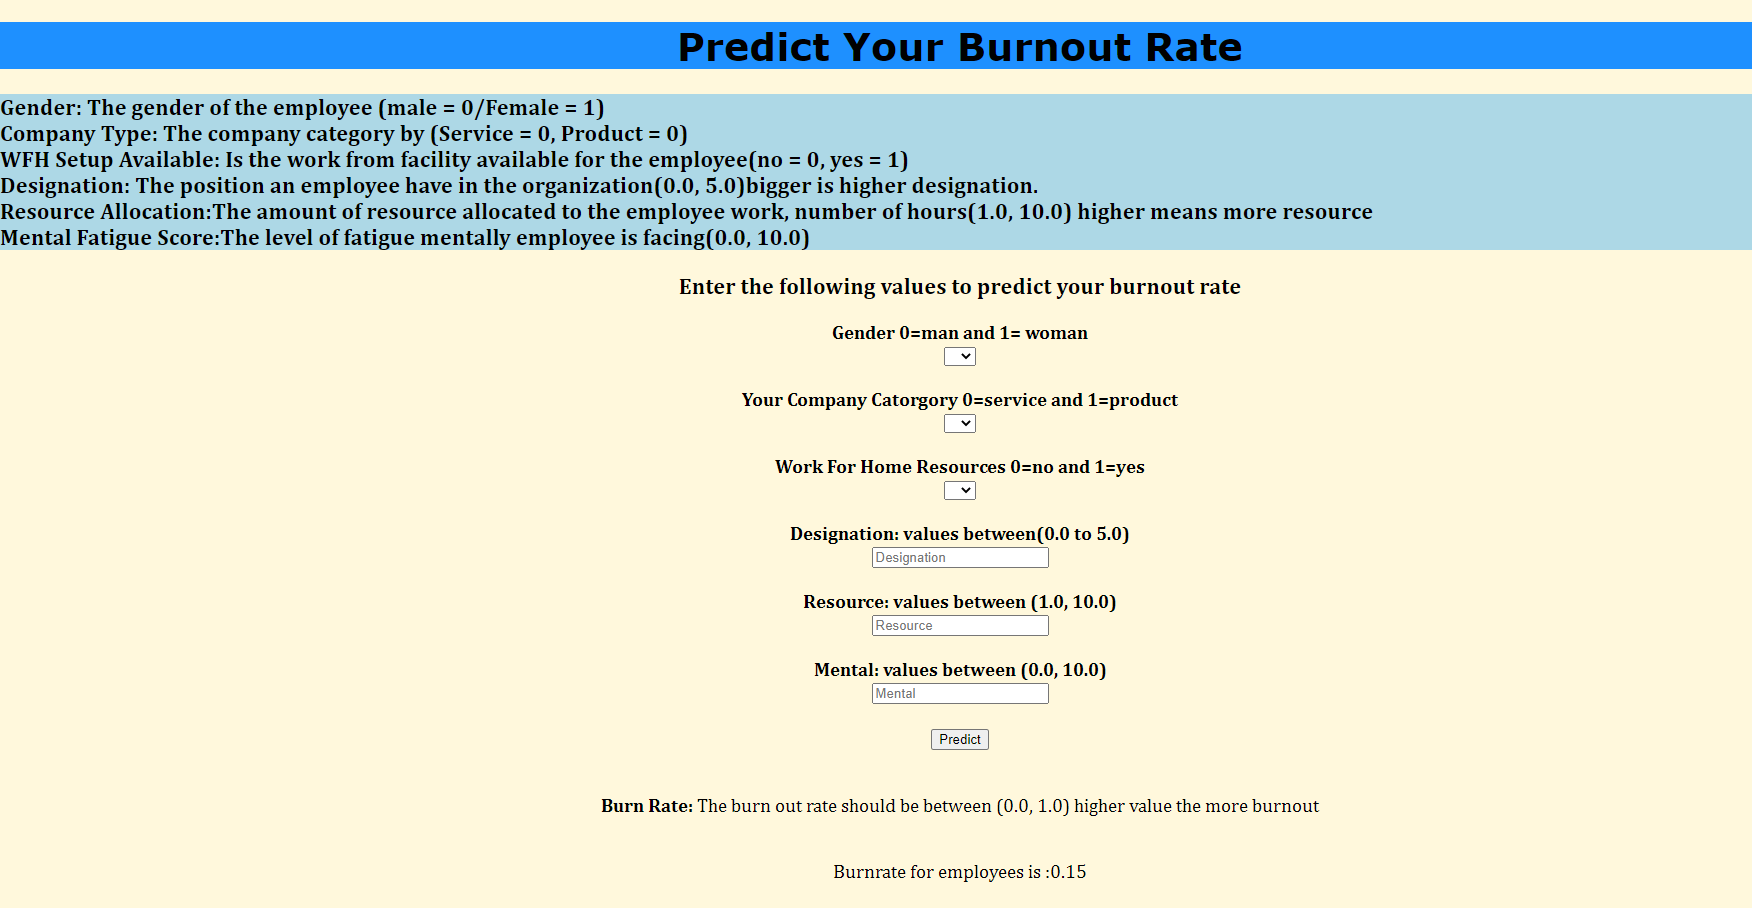 Predict Your Burnout Rate
Gender: The gender of the employee (male = 0/Female = 1)
Company Type: The company category by (Service = 0, Product = 0)
WFH Setup Available: Is the work from facility available for the employee(no = 0, yes = 1)
Designation: The position an employee have in the organization(0.0, 5.0)bigger is higher designation.
Resource Allocation:The amount of resource allocated to the employee work, number of hours(1.0, 10.0) higher means more resource
Mental Fatigue Score:The level of fatigue mentally employee is facing(0.0, 10.0)
Enter the following values to predict your burnout rate
Gender 0=man and 1= woman
Your Company Catorgory 0=service and 1=product
Work For Home Resources 0=no and 1=yes
Designation: values between(0.0 to 5.0)
Designation
Resource: values between (1.0, 10.0)
Resource
Mental: values between (0.0, 10.0)
Mental
Predict
Burn Rate: The burn out rate should be between (0.0, 1.0) higher value the more burnout
Burnrate for employees is :0.15